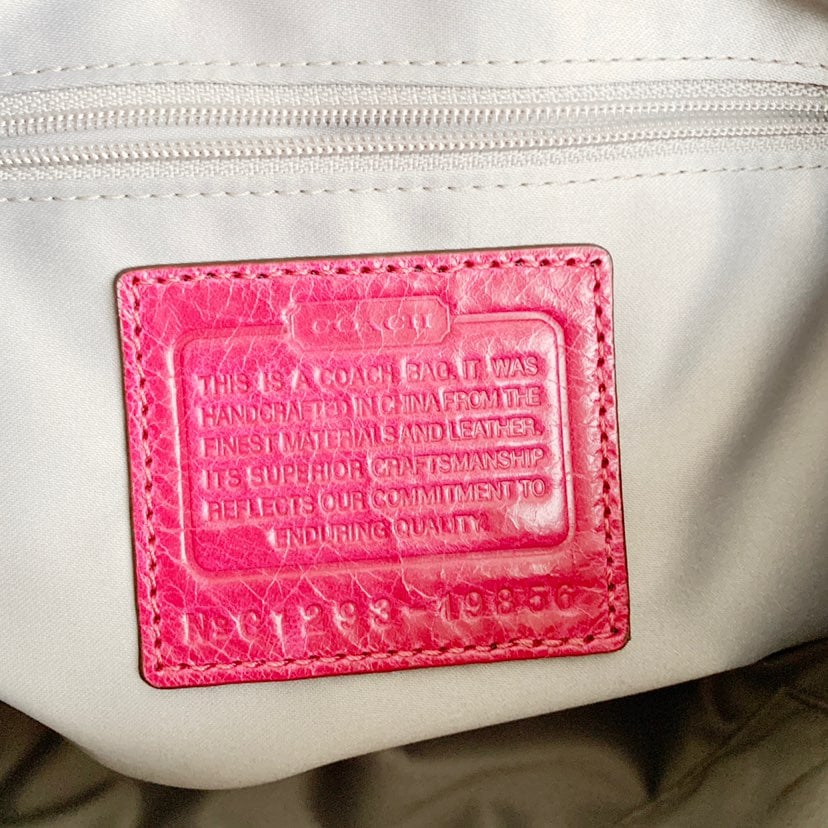 COACH
THIS IS A COACH BAG. IT WAS
HANDCRAFTED IN CHINA FROM THE
FINEST MATERIALS AND LEATHER.
ITS SUPERIOR CRAFTSMANSHIP
REFLECTS OUR COMMITMENT TO
ENDURING QUALITY.
Nº C1293-19856